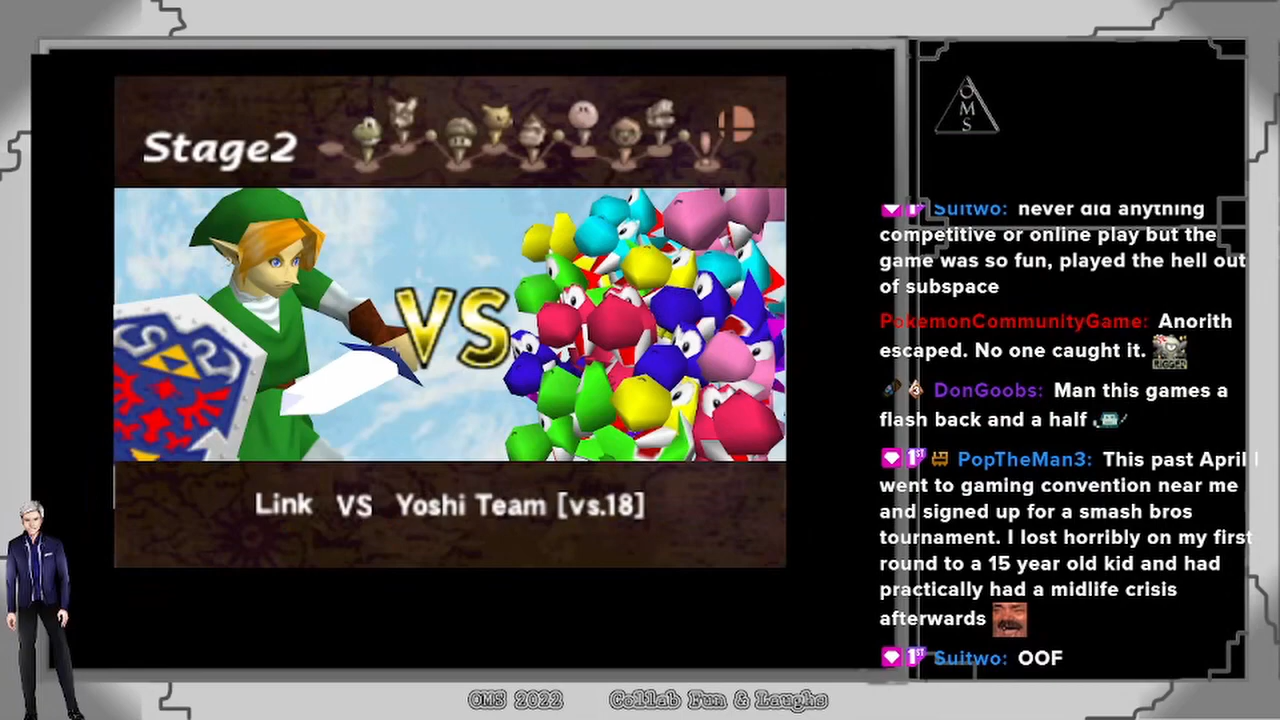 Stage2
VS
Link VS Yoshi Team [vs.18]
OMS
Suitwo: never did anything
competitive or online play but the
game was so fun, played the hell out
of subspace
PokemonCommunityGame: Anorith
escaped. No one caught it.
DonGoobs: Man this games a
flash back and a half
1ST PopTheMan3: This past April I
went to gaming convention near me
and signed up for a smash bros
tournament. I lost horribly on my first
round to a 15 year old kid and had
practically had a midlife crisis
afterwards
1ST Suitwo: OOF
OMS 2022 Collab Fun & Laughs